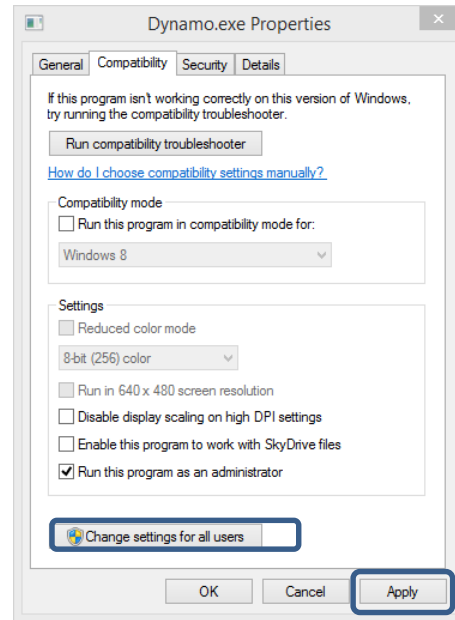 Dynamo.exe Properties
General Compatibility Security Details
If this program isn't working correctly on this version of Windows,
try running the compatibility troubleshooter.
Run compatibility troubleshooter
How do I choose compatibility settings manually?
Compatibility mode
Run this program in compatibility mode for:
Windows 8
Settings
Reduced color mode
8-bit (256) color
Run in 640 x 480 screen resolution
Disable display scaling on high DPI settings
Enable this program to work with SkyDrive files
Run this program as an administrator
Change settings for all users
OK Cancel Apply